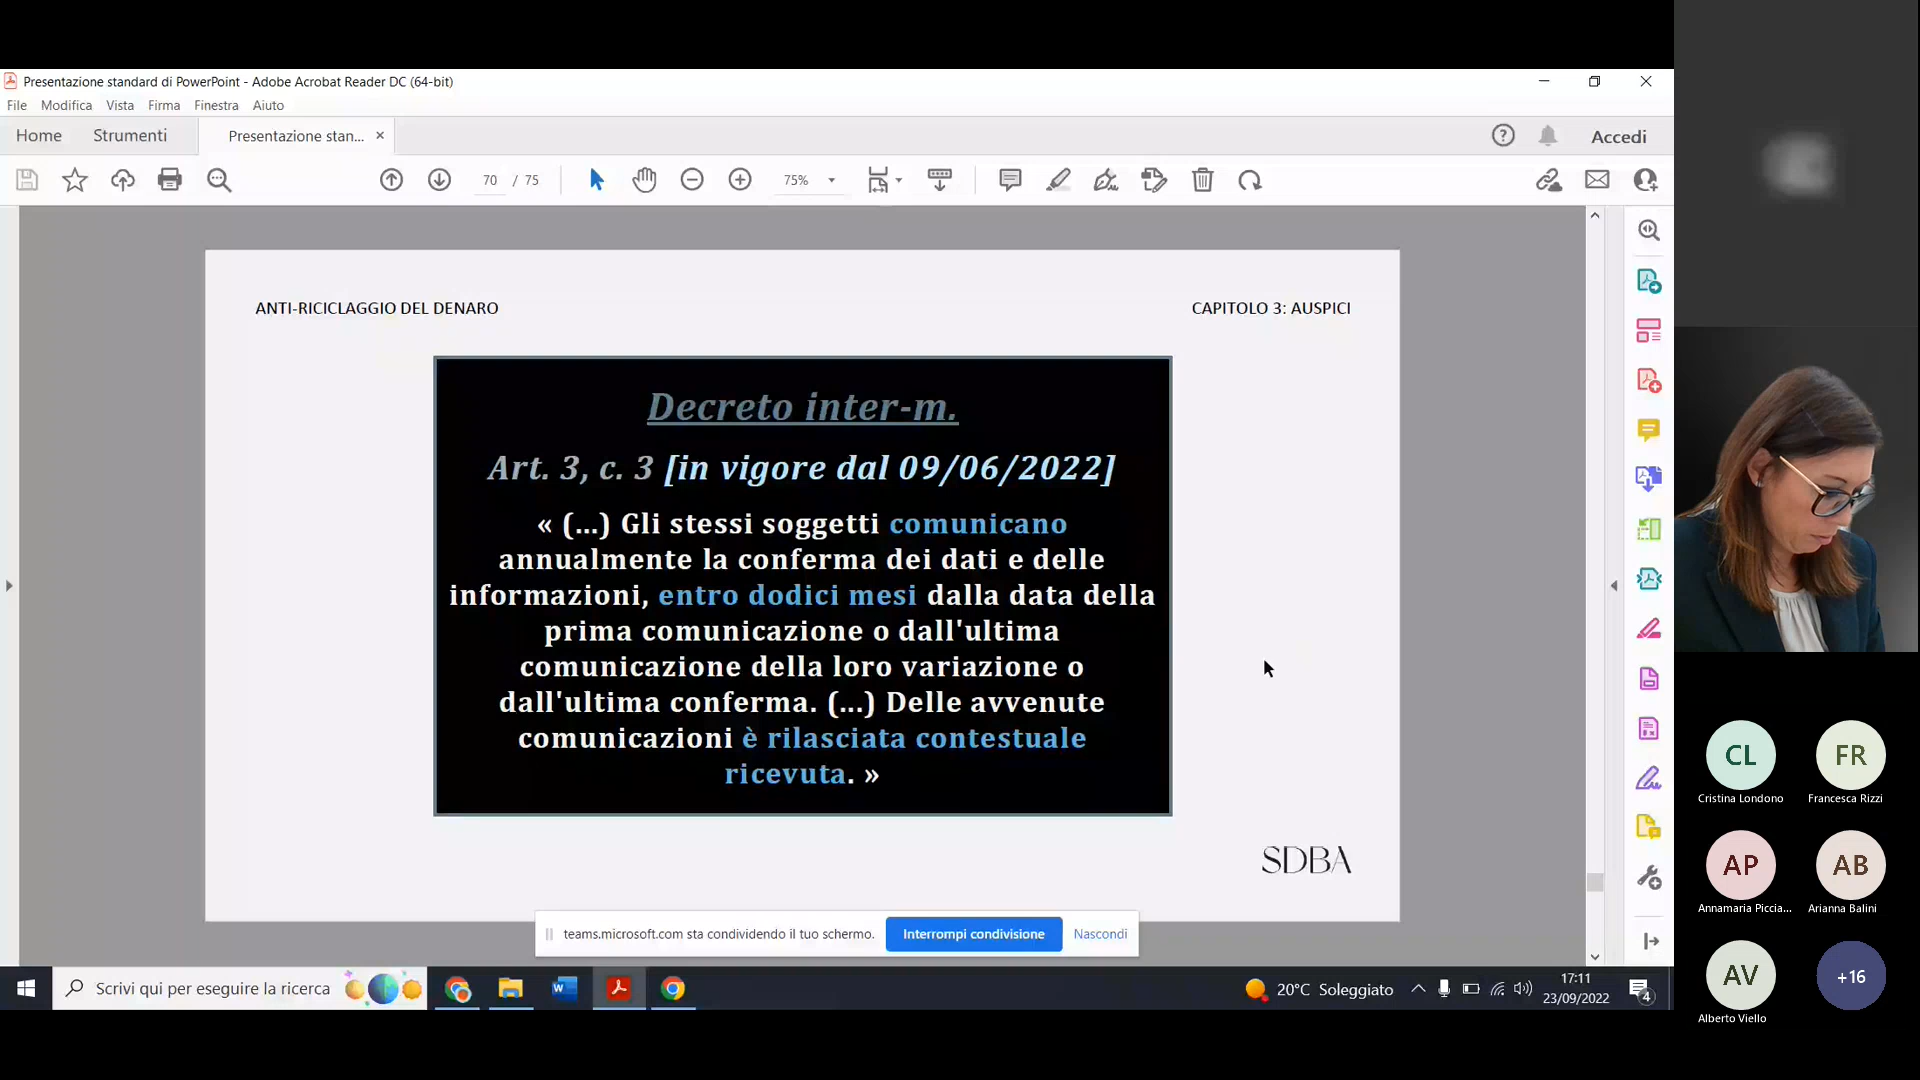 Presentazione standard di PowerPoint - Adobe Acrobat Reader DC (64-bit)
File Modifica Vista Firma Finestra Aiuto
Home Strumenti Presentazione stan... × Accedi
70 / 75 75%
ANTI-RICICLAGGIO DEL DENARO CAPITOLO 3: AUSPICI
Decreto inter-m.
Art. 3, c. 3 [in vigore dal 09/06/2022]
« (...) Gli stessi soggetti comunicano
annualmente la conferma dei dati e delle
informazioni, entro dodici mesi dalla data della
prima comunicazione o dall'ultima
comunicazione della loro variazione o
dall'ultima conferma. (...) Delle avvenute
comunicazioni è rilasciata contestuale
ricevuta. »
SDBA
teams.microsoft.com sta condividendo il tuo schermo. Interrompi condivisione Nascondi
Scrivi qui per eseguire la ricerca
20°C Soleggiato
17:11
23/09/2022
4
CL FR
Cristina Londono Francesca Rizzi
AP AB
Annamaria Piccia... Arianna Balini
AV +16
Alberto Viello